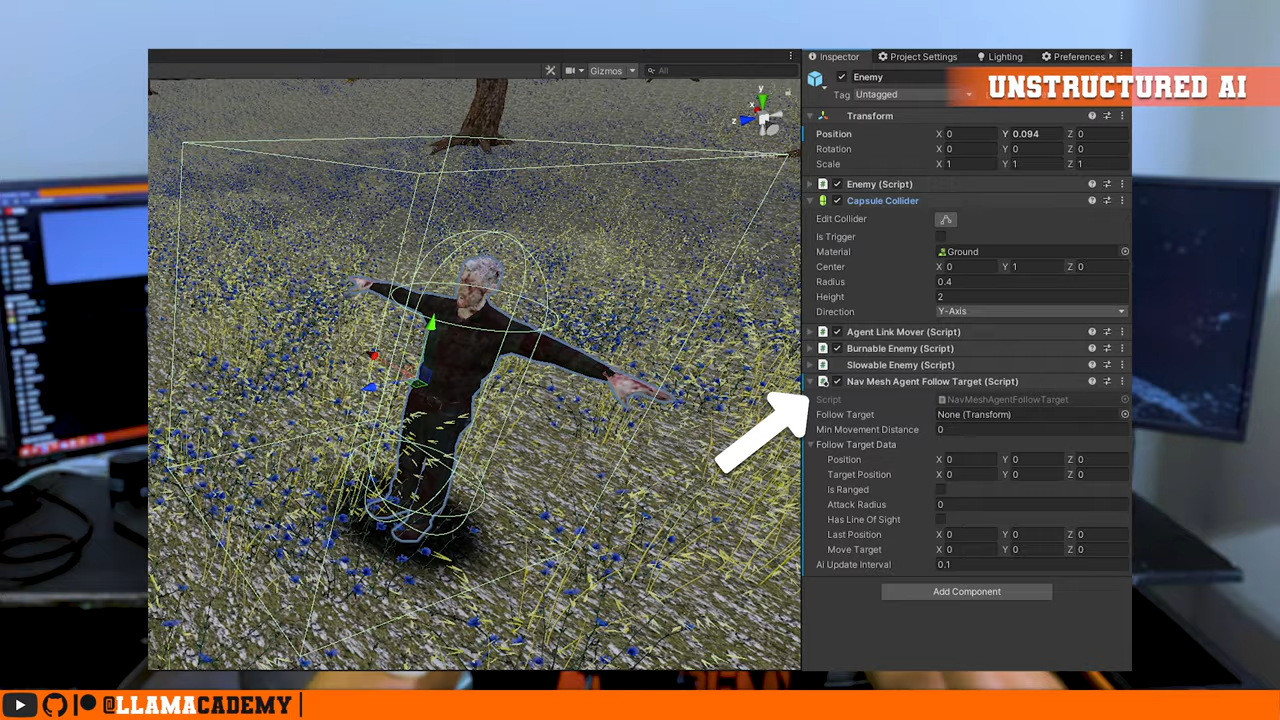 Inspector Project Settings Lighting Preferences
Gizmos All
Enemy
UNSTRUCTURED AI
Tag Untagged
y
x
z
Transform
Position X 0 Y 0.094 Z 0
Rotation X 0 Y 0 Z 0
Scale X 1 Y 1 Z 1
Enemy (Script)
Capsule Collider
Edit Collider
Is Trigger
Material Ground
Center X 0 Y 1 Z 0
Radius 0.4
Height 2
Direction Y-Axis
Agent Link Mover (Script)
Burnable Enemy (Script)
Slowable Enemy (Script)
Nav Mesh Agent Follow Target (Script)
Script NavMeshAgentFollowTarget
Follow Target None (Transform)
Min Movement Distance 0
Follow Target Data
Position X 0 Y 0 Z 0
Target Position X 0 Y 0 Z 0
Is Ranged
Attack Radius 0
Has Line Of Sight
Last Position X 0 Y 0 Z 0
Move Target X 0 Y 0 Z 0
Ai Update Interval 0.1
Add Component
@LLAMACADEMY